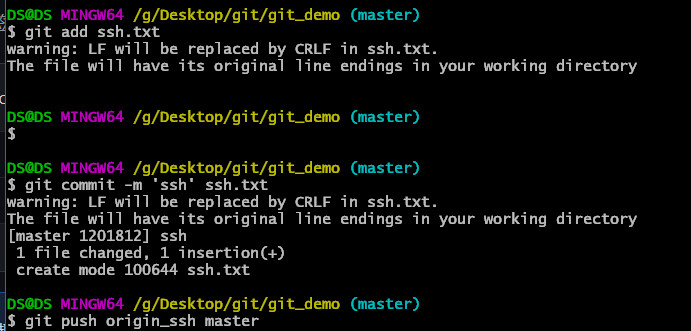 DS@DS MINGW64 /g/Desktop/git/git_demo (master)
$ git add ssh.txt
warning: LF will be replaced by CRLF in ssh.txt.
The file will have its original line endings in your working directory
DS@DS MINGW64 /g/Desktop/git/git_demo (master)
$
DS@DS MINGW64 /g/Desktop/git/git_demo (master)
$ git commit -m 'ssh' ssh.txt
warning: LF will be replaced by CRLF in ssh.txt.
The file will have its original line endings in your working directory
[master 1201812] ssh
 1 file changed, 1 insertion(+)
 create mode 100644 ssh.txt
DS@DS MINGW64 /g/Desktop/git/git_demo (master)
$ git push origin_ssh master